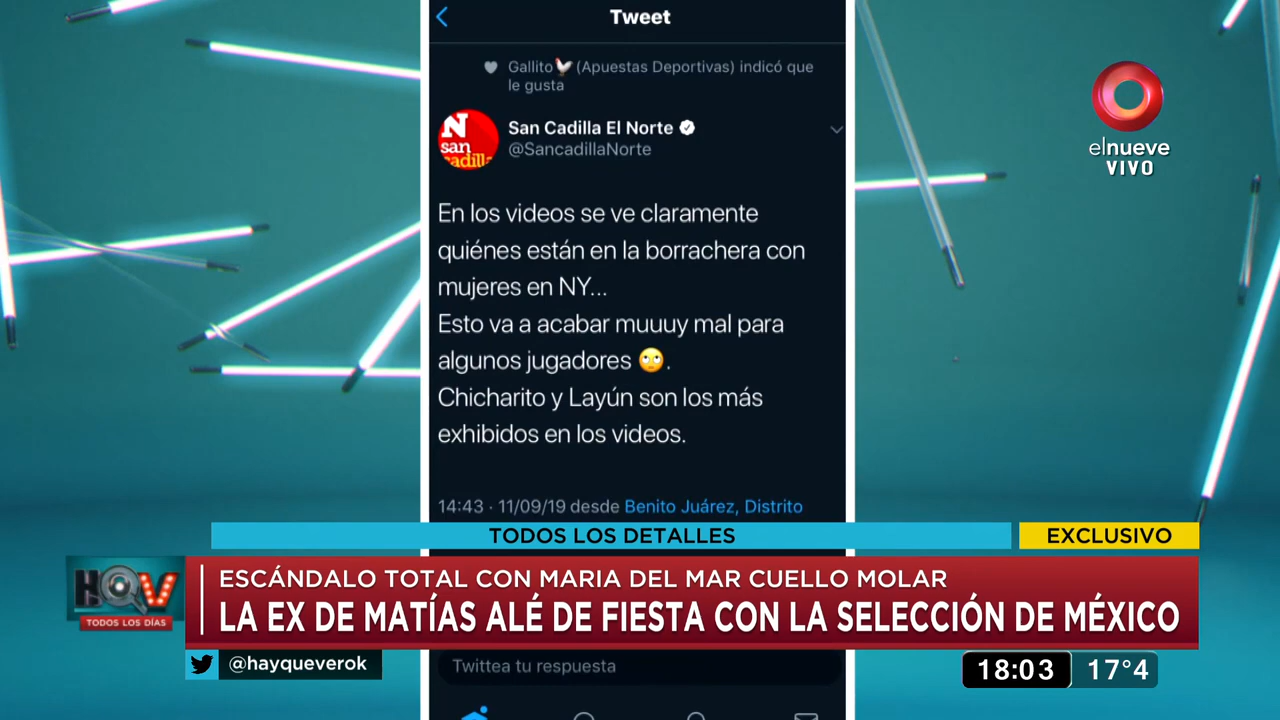 Tweet
Gallito (Apuestas Deportivas) indicó que
le gusta
San Cadilla El Norte
@SancadillaNorte
N
san
cadilla
elnueve
VIVO
En los videos se ve claramente
quiénes están en la borrachera con
mujeres en NY...
Esto va a acabar muuuy mal para
algunos jugadores 🙄.
Chicharito y Layún son los más
exhibidos en los videos.
14:43 · 11/09/19 desde Benito Juárez, Distrito
TODOS LOS DETALLES
EXCLUSIVO
HQV
TODOS LOS DÍAS
ESCÁNDALO TOTAL CON MARIA DEL MAR CUELLO MOLAR
LA EX DE MATÍAS ALÉ DE FIESTA CON LA SELECCIÓN DE MÉXICO
@hayqueverok
Twittea tu respuesta
18:03
17°4